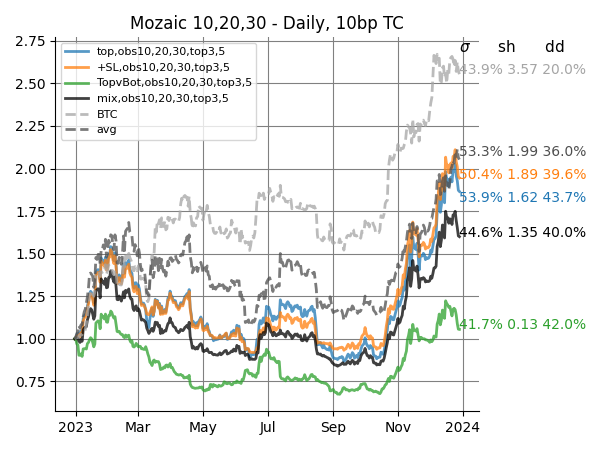 Mozaic 10,20,30 - Daily, 10bp TC
σ sh dd
2.75
2.50
2.25
2.00
1.75
1.50
1.25
1.00
0.75
top,obs10,20,30,top3,5
+SL,obs10,20,30,top3,5
TopvBot,obs10,20,30,top3,5
mix,obs10,20,30,top3,5
BTC
avg
43.9% 3.57 20.0%
53.3% 1.99 36.0%
50.4% 1.89 39.6%
53.9% 1.62 43.7%
44.6% 1.35 40.0%
41.7% 0.13 42.0%
2023 Mar May Jul Sep Nov 2024